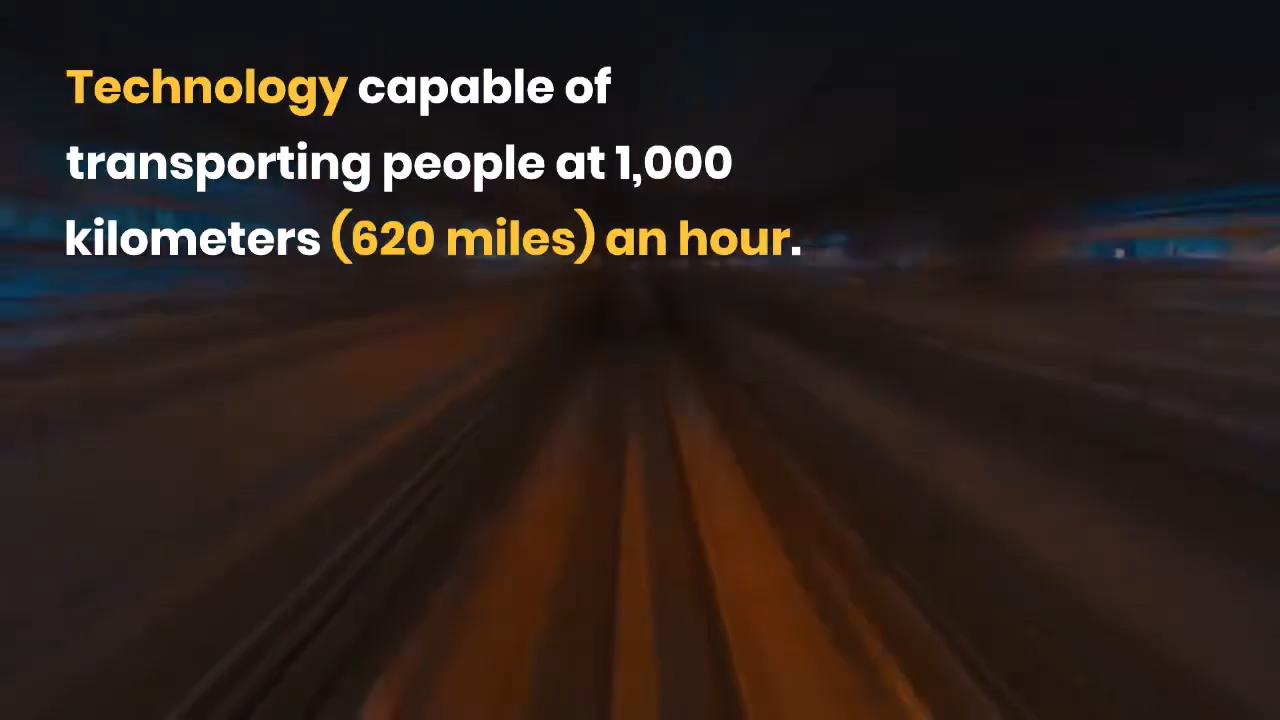 Technology capable of
transporting people at 1,000
kilometers (620 miles) an hour.